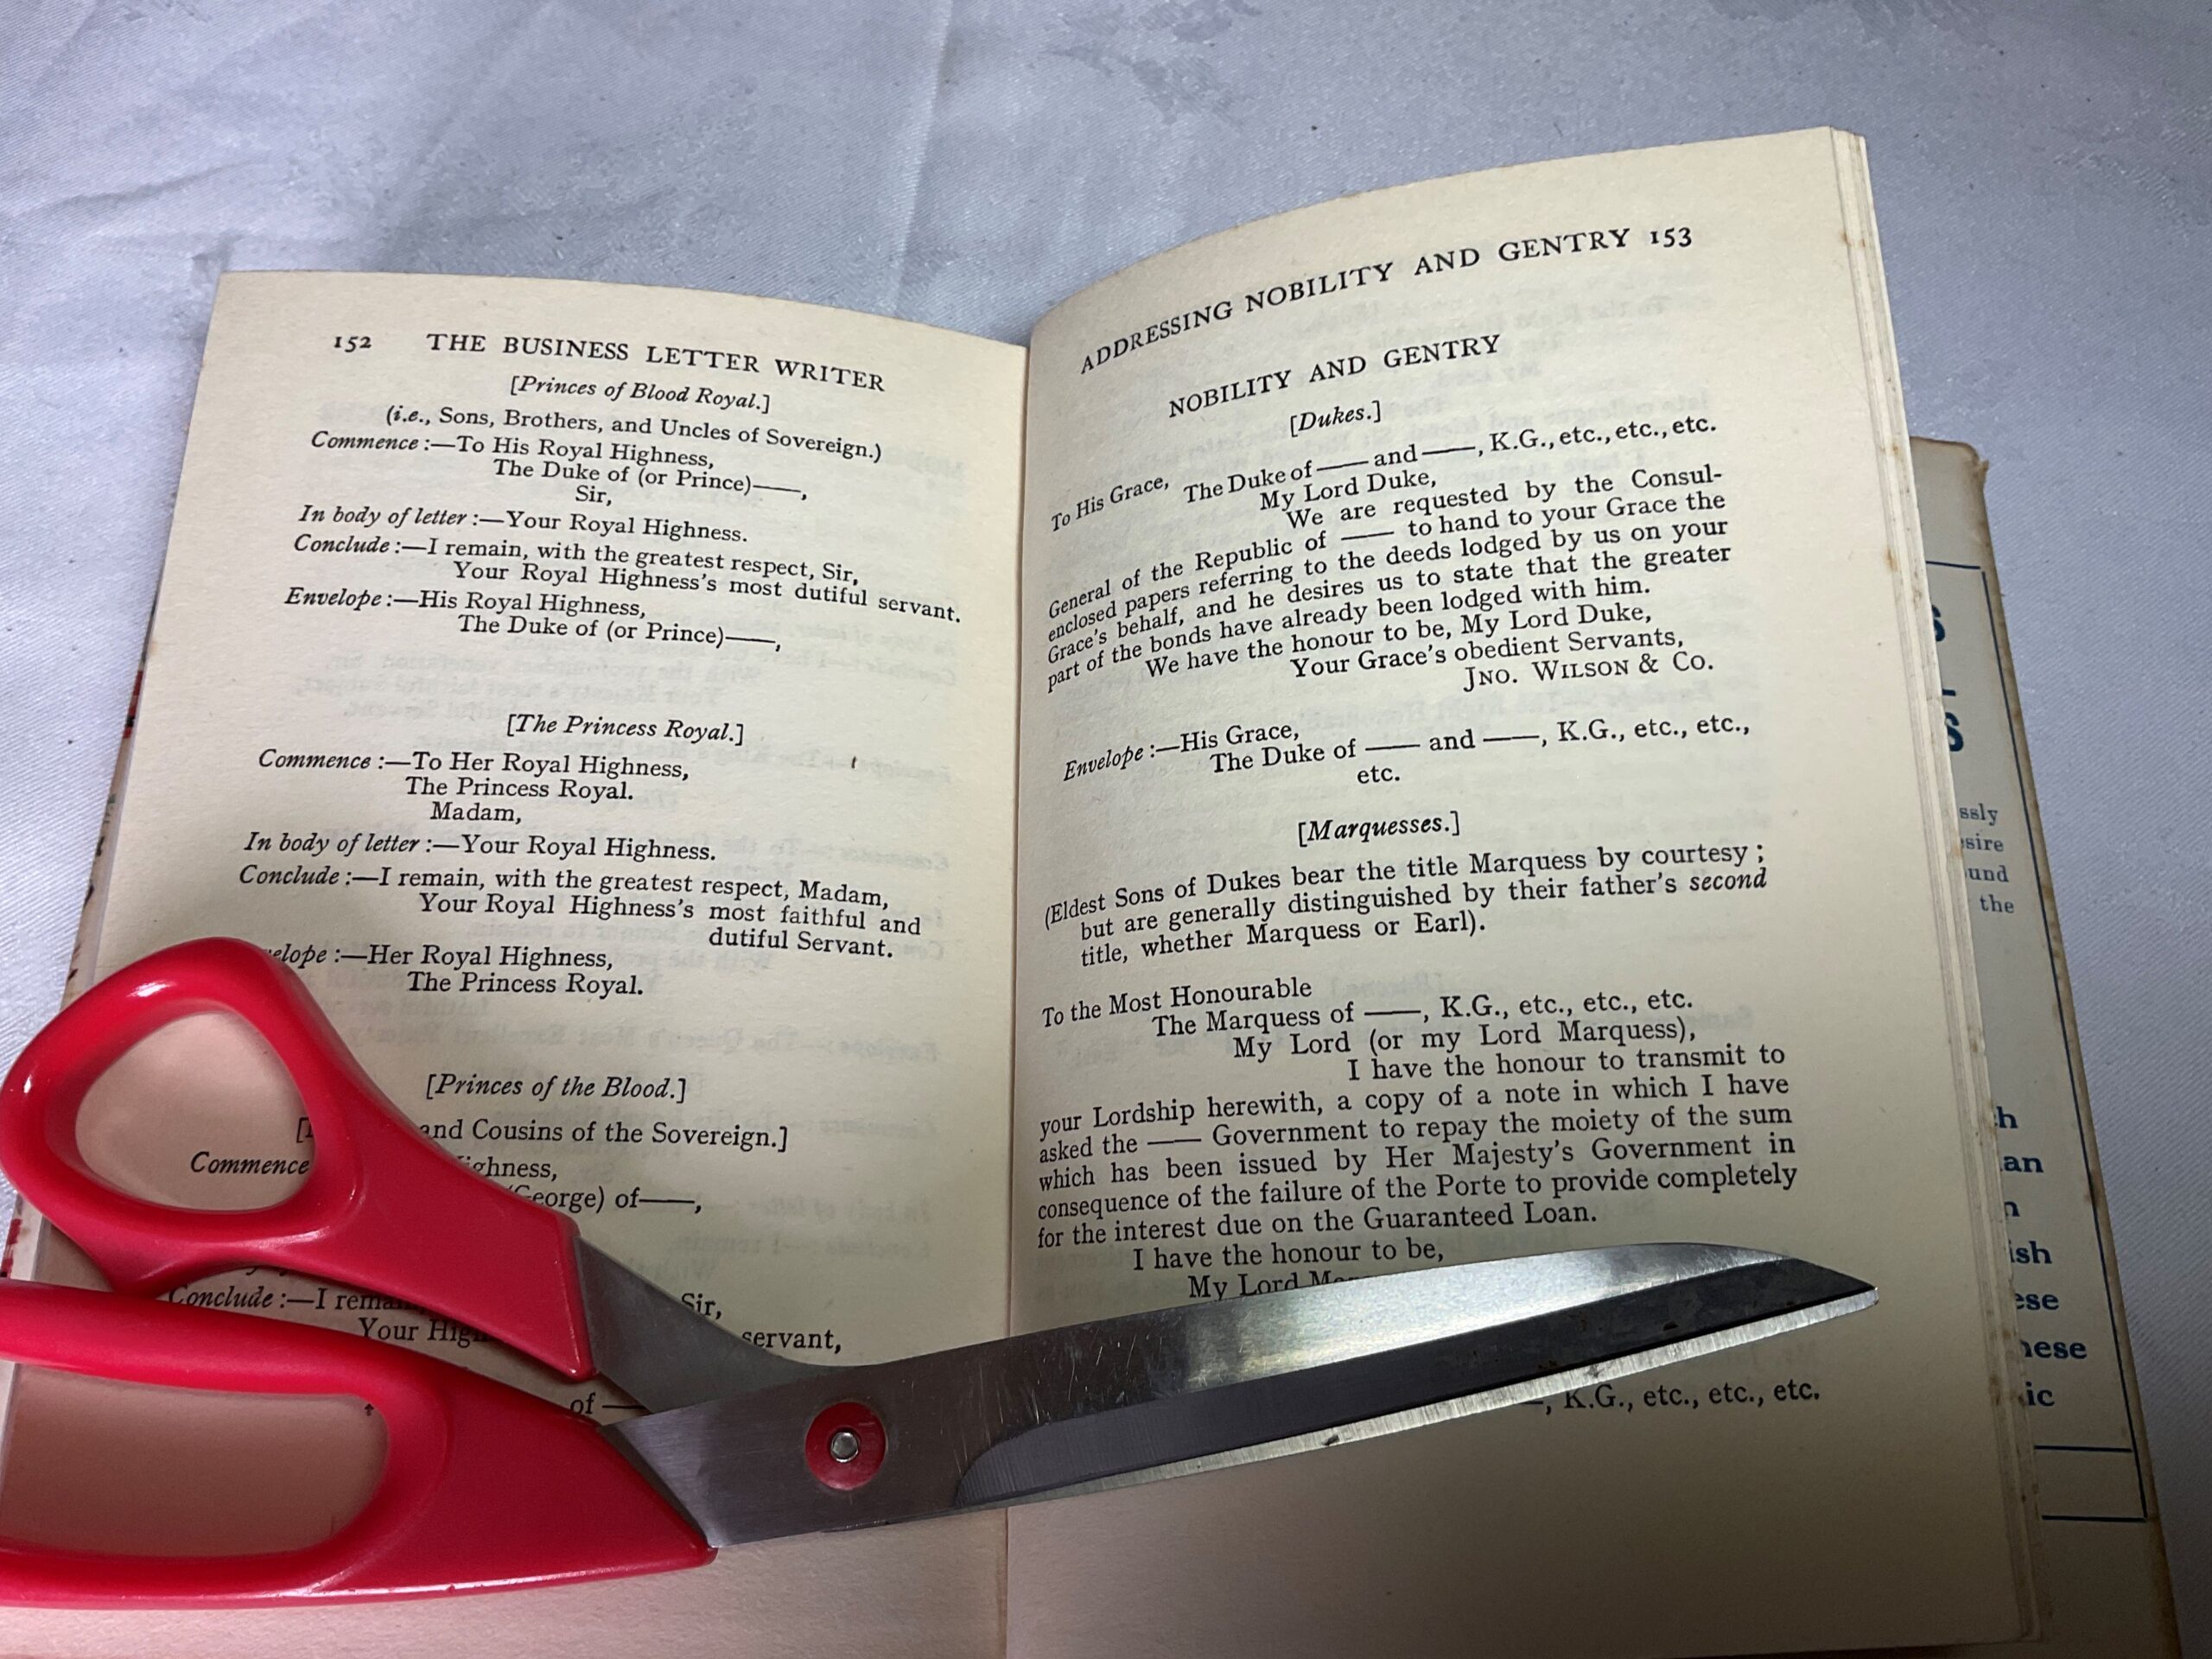 152 THE BUSINESS LETTER WRITER
[Princes of Blood Royal.]
(i.e., Sons, Brothers, and Uncles of Sovereign.)
Commence :—To His Royal Highness,
The Duke of (or Prince)——,
Sir,
In body of letter :—Your Royal Highness.
Conclude :—I remain, with the greatest respect, Sir,
Your Royal Highness's most dutiful servant.
Envelope :—His Royal Highness,
The Duke of (or Prince)——,
[The Princess Royal.]
Commence :—To Her Royal Highness,
The Princess Royal.
Madam,
In body of letter :—Your Royal Highness.
Conclude :—I remain, with the greatest respect, Madam,
Your Royal Highness's most faithful and
dutiful Servant.
:—Her Royal Highness,
The Princess Royal.
[Princes of the Blood.]
and Cousins of the Sovereign.]
Commence
of——,
Conclude :—I Sir,
Your servant,
of —
ADDRESSING NOBILITY AND GENTRY 153
NOBILITY AND GENTRY
[Dukes.]
To His Grace,
The Duke of —— and ——, K.G., etc., etc., etc.
My Lord Duke,
We are requested by the Consul-
General of the Republic of —— to hand to your Grace the
enclosed papers referring to the deeds lodged by us on your
Grace's behalf, and he desires us to state that the greater
part of the bonds have already been lodged with him.
We have the honour to be, My Lord Duke,
Your Grace's obedient Servants,
JNO. WILSON & CO.
Envelope :—His Grace,
The Duke of —— and ——, K.G., etc., etc.,
etc.
[Marquesses.]
(Eldest Sons of Dukes bear the title Marquess by courtesy ;
but are generally distinguished by their father's second
title, whether Marquess or Earl).
To the Most Honourable
The Marquess of ——, K.G., etc., etc., etc.
My Lord (or my Lord Marquess),
I have the honour to transmit to
your Lordship herewith, a copy of a note in which I have
asked the —— Government to repay the moiety of the sum
which has been issued by Her Majesty's Government in
consequence of the failure of the Porte to provide completely
for the interest due on the Guaranteed Loan.
I have the honour to be,
My Lord
—, K.G., etc., etc., etc.
the